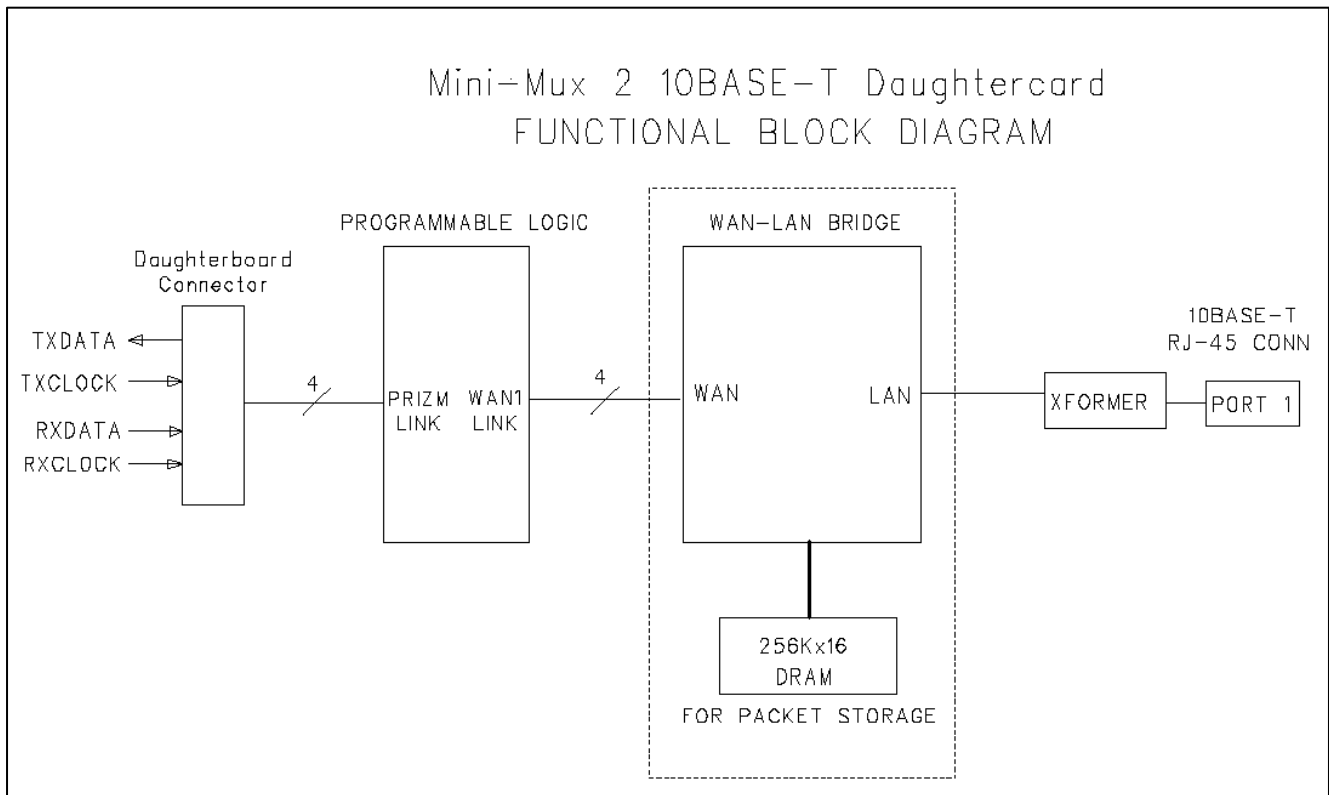 Mini-Mux 2 10BASE-T Daughtercard
FUNCTIONAL BLOCK DIAGRAM
PROGRAMMABLE LOGIC
WAN-LAN BRIDGE
Daughterboard
Connector
10BASE-T
RJ-45 CONN
TXDATA
TXCLOCK
RXDATA
RXCLOCK
4
PRIZM
LINK
WAN1
LINK
4
WAN
LAN
XFORMER
PORT 1
256Kx16
DRAM
FOR PACKET STORAGE